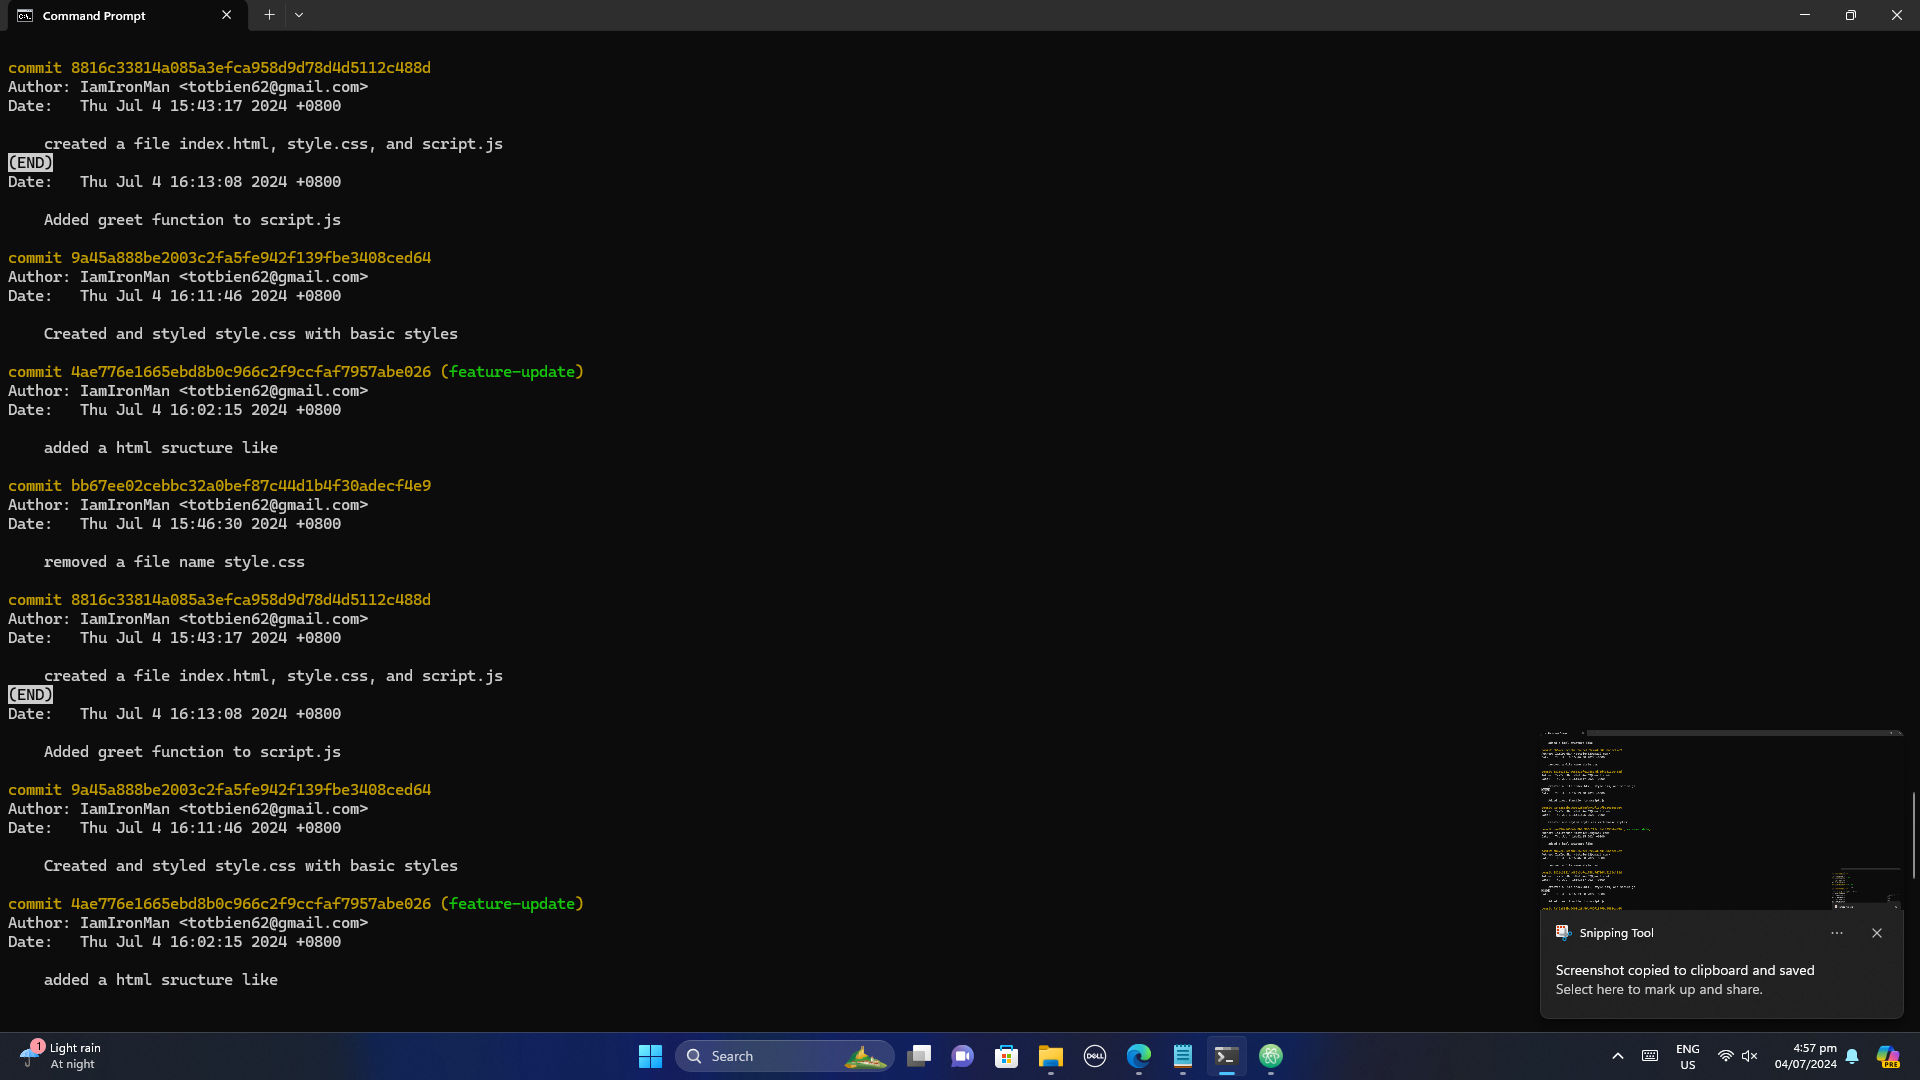 Command Prompt
commit 8816c33814a085a3efca958d9d78d4d5112c488d
Author: IamIronMan <totbien62@gmail.com>
Date:   Thu Jul 4 15:43:17 2024 +0800
created a file index.html, style.css, and script.js
(END)
Date:   Thu Jul 4 16:13:08 2024 +0800
Added greet function to script.js
commit 9a45a888be2003c2fa5fe942f139fbe3408ced64
Author: IamIronMan <totbien62@gmail.com>
Date:   Thu Jul 4 16:11:46 2024 +0800
Created and styled style.css with basic styles
commit 4ae776e1665ebd8b0c966c2f9ccfaf7957abe026 (feature-update)
Author: IamIronMan <totbien62@gmail.com>
Date:   Thu Jul 4 16:02:15 2024 +0800
added a html sructure like
commit bb67ee02cebbc32a0bef87c44d1b4f30adecf4e9
Author: IamIronMan <totbien62@gmail.com>
Date:   Thu Jul 4 15:46:30 2024 +0800
removed a file name style.css
commit 8816c33814a085a3efca958d9d78d4d5112c488d
Author: IamIronMan <totbien62@gmail.com>
Date:   Thu Jul 4 15:43:17 2024 +0800
created a file index.html, style.css, and script.js
(END)
Date:   Thu Jul 4 16:13:08 2024 +0800
Added greet function to script.js
commit 9a45a888be2003c2fa5fe942f139fbe3408ced64
Author: IamIronMan <totbien62@gmail.com>
Date:   Thu Jul 4 16:11:46 2024 +0800
Created and styled style.css with basic styles
commit 4ae776e1665ebd8b0c966c2f9ccfaf7957abe026 (feature-update)
Author: IamIronMan <totbien62@gmail.com>
Date:   Thu Jul 4 16:02:15 2024 +0800
added a html sructure like
Snipping Tool
Screenshot copied to clipboard and saved
Select here to mark up and share.
1
Light rain
At night
Search
DELL
ENG
US
4:57 pm
04/07/2024
PRE